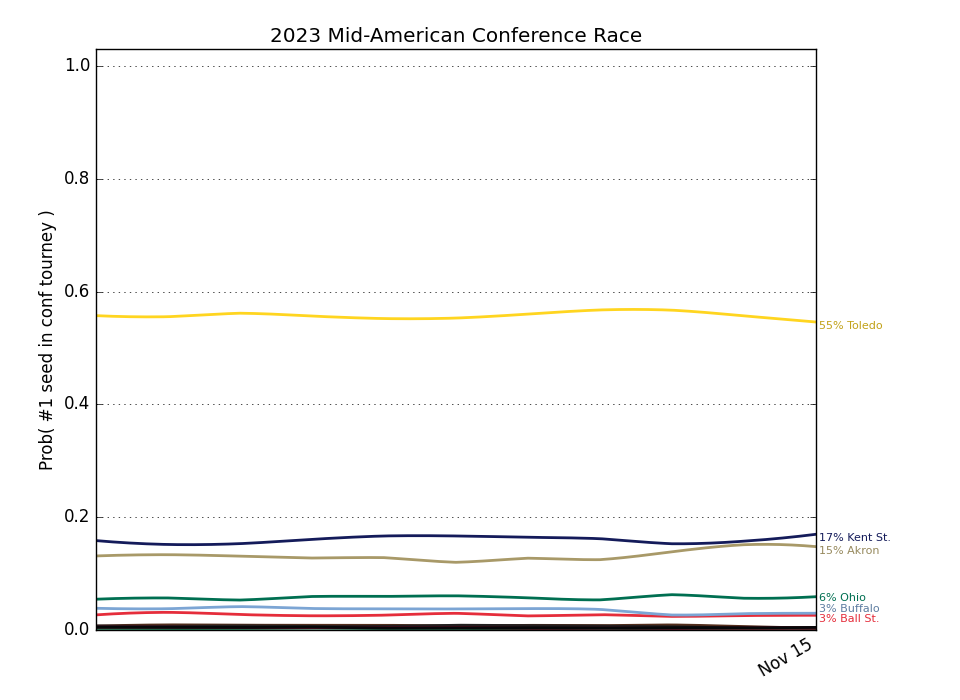 2023 Mid-American Conference Race
Prob( #1 seed in conf tourney )
1.0
0.8
0.6
0.4
0.2
0.0
55% Toledo
17% Kent St.
15% Akron
6% Ohio
3% Buffalo
3% Ball St.
Nov 15